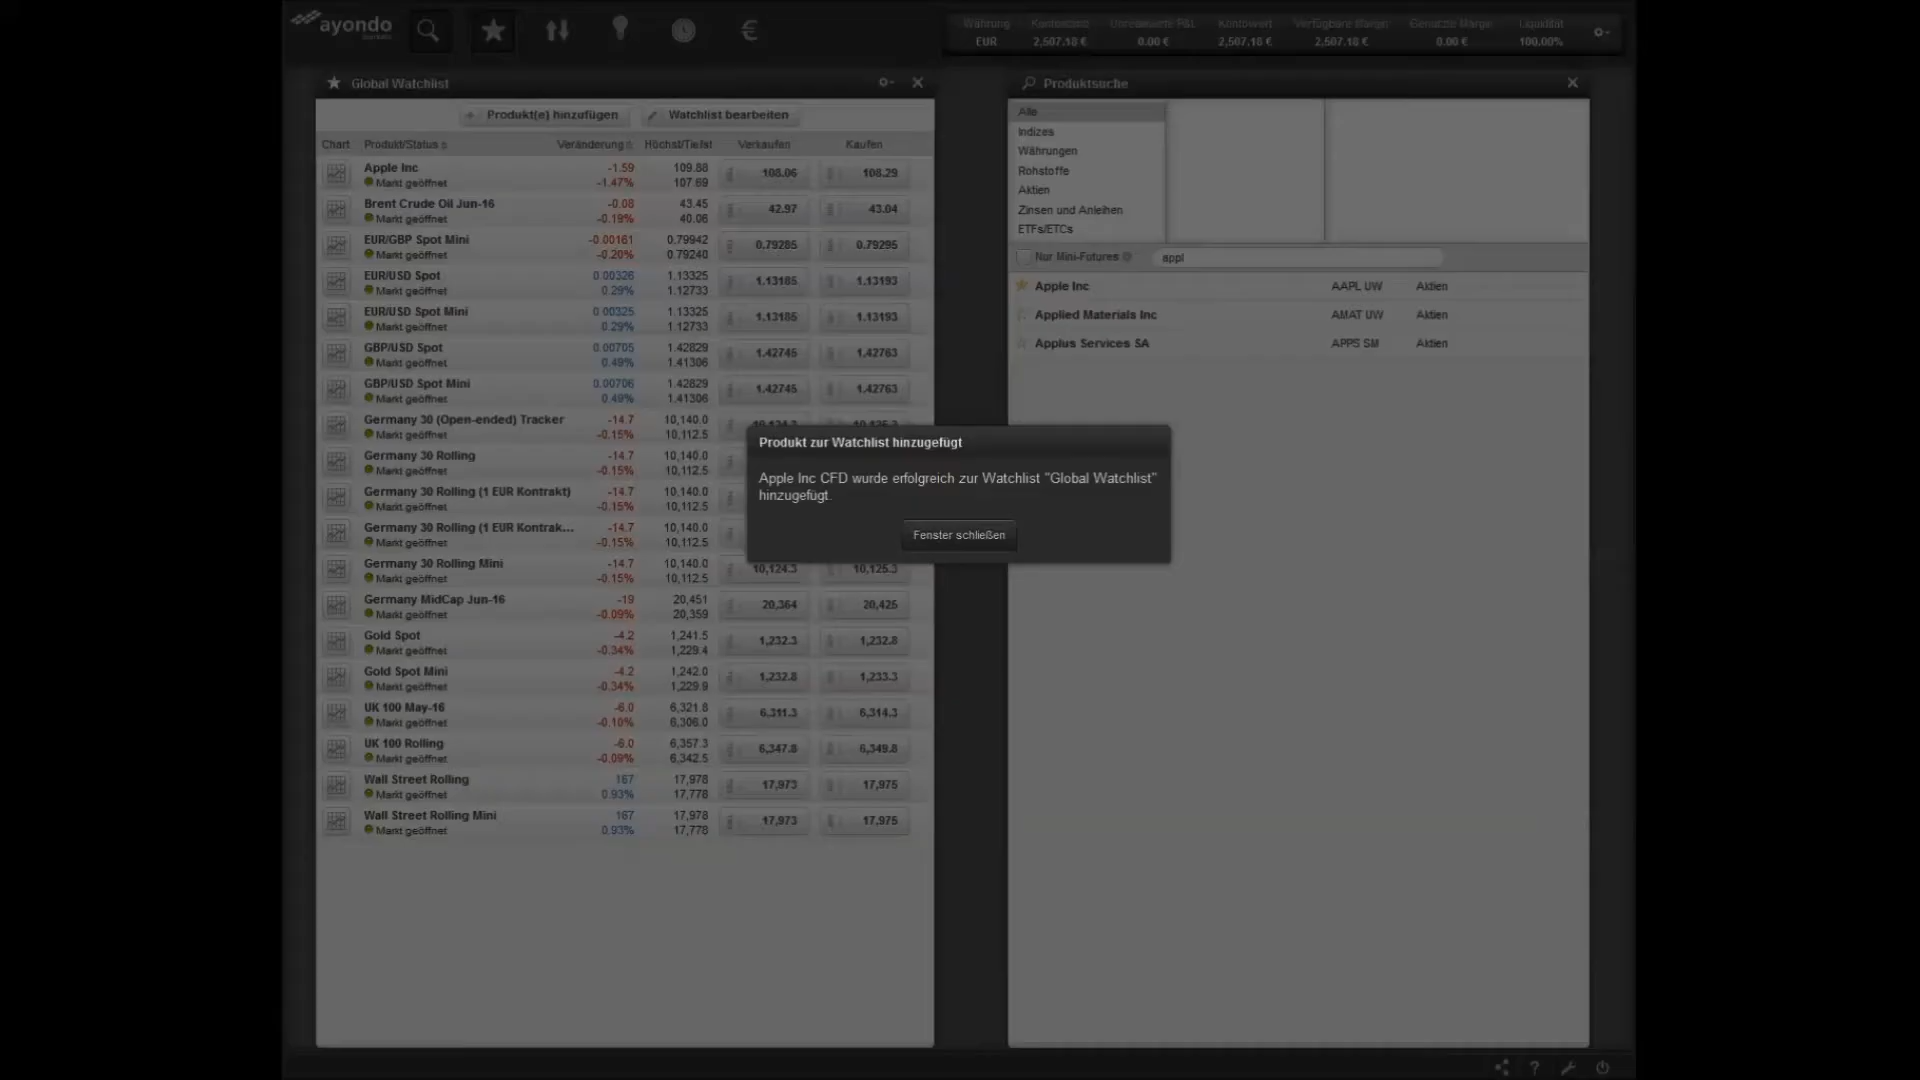 ayondo
Währung Kontostand Unrealisierte P&L Kontowert Verfügbare Margin Genutzte Margin Liquidität
EUR 2,507.18 € 0.00 € 2,507.18 € 2,507.18 € 0.00 € 100.00%
Global Watchlist
Produkt(e) hinzufügen Watchlist bearbeiten
Chart Produkt/Status Veränderung Höchst/Tiefst Verkaufen Kaufen
Apple Inc -1.59 109.88 108.06 108.29
Markt geöffnet -1.47% 107.69
Brent Crude Oil Jun-16 -0.08 43.45 42.97 43.04
Markt geöffnet -0.19% 40.06
EUR/GBP Spot Mini -0.00161 0.79942 0.79285 0.79295
Markt geöffnet -0.20% 0.79240
EUR/USD Spot 0.00326 1.13325 1.13185 1.13193
Markt geöffnet 0.29% 1.12733
EUR/USD Spot Mini 0.00325 1.13325 1.13185 1.13193
Markt geöffnet 0.29% 1.12733
GBP/USD Spot 0.00705 1.42829 1.42745 1.42763
Markt geöffnet 0.49% 1.41306
GBP/USD Spot Mini 0.00706 1.42829 1.42745 1.42763
Markt geöffnet 0.49% 1.41306
Germany 30 (Open-ended) Tracker -14.7 10,140.0
Markt geöffnet -0.15% 10,112.5
Germany 30 Rolling -14.7 10,140.0
Markt geöffnet -0.15% 10,112.5
Germany 30 Rolling (1 EUR Kontrakt) -14.7 10,140.0
Markt geöffnet -0.15% 10,112.5
Germany 30 Rolling (1 EUR Kontrak... -14.7 10,140.0
Markt geöffnet -0.15% 10,112.5
Germany 30 Rolling Mini -14.7 10,140.0 10,124.3 10,125.3
Markt geöffnet -0.15% 10,112.5
Germany MidCap Jun-16 -19 20,451 20,364 20,425
Markt geöffnet -0.09% 20,359
Gold Spot -4.2 1,241.5 1,232.3 1,232.8
Markt geöffnet -0.34% 1,229.4
Gold Spot Mini -4.2 1,242.0 1,232.8 1,233.3
Markt geöffnet -0.34% 1,229.9
UK 100 May-16 -6.0 6,321.8 6,311.3 6,314.3
Markt geöffnet -0.10% 6,306.0
UK 100 Rolling -6.0 6,357.3 6,347.8 6,349.8
Markt geöffnet -0.09% 6,342.5
Wall Street Rolling 167 17,978 17,973 17,975
Markt geöffnet 0.93% 17,778
Wall Street Rolling Mini 167 17,978 17,973 17,975
Markt geöffnet 0.93% 17,778
Produktsuche
Alle
Indizes
Währungen
Rohstoffe
Aktien
Zinsen und Anleihen
ETFs/ETCs
Nur Mini-Futures appl
Apple Inc AAPL UW Aktien
Applied Materials Inc AMAT UW Aktien
Applus Services SA APPS SM Aktien
Produkt zur Watchlist hinzugefügt
Apple Inc CFD wurde erfolgreich zur Watchlist "Global Watchlist"
hinzugefügt.
Fenster schließen